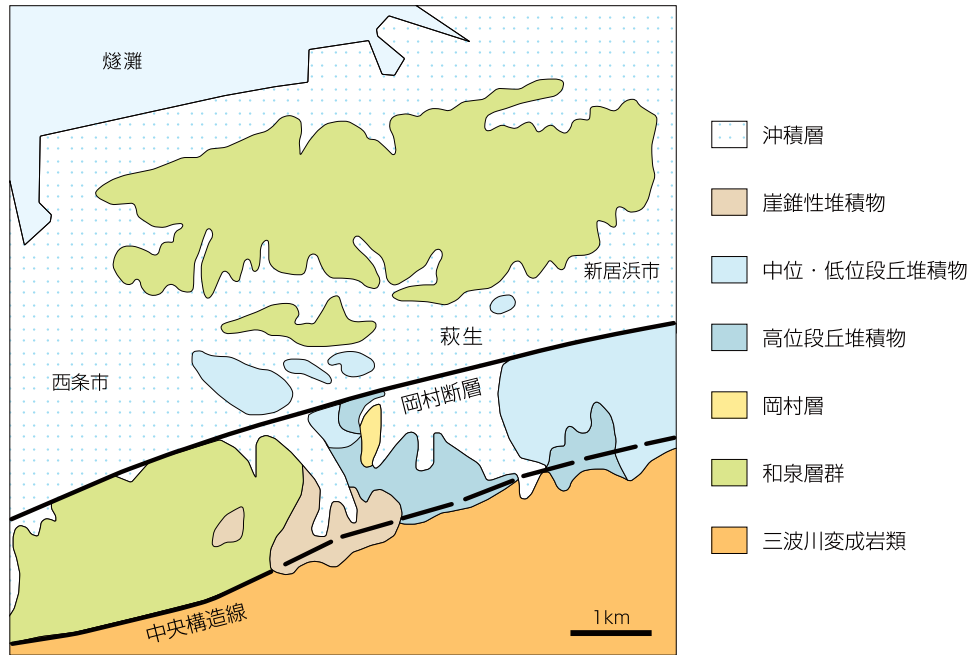 燧灘
新居浜市
萩生
西条市
岡村断層
中央構造線
1km
沖積層
崖錐性堆積物
中位・低位段丘堆積物
高位段丘堆積物
岡村層
和泉層群
三波川変成岩類